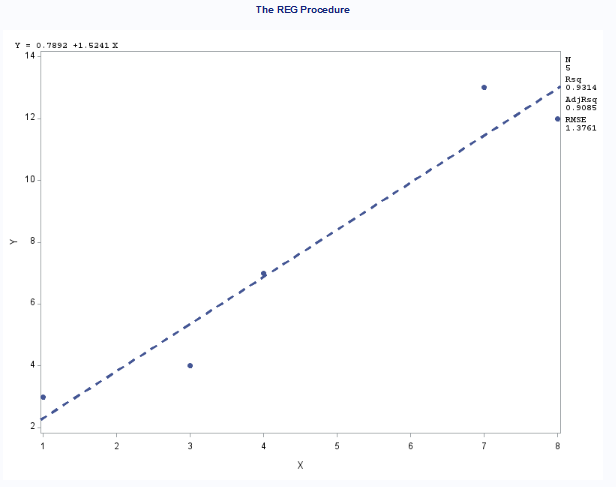 The REG Procedure
Y = 0.7892 +1.5241 X
14
12
10
8
6
4
2
Y
1 2 3 4 5 6 7 8
X
N
5
Rsq
0.9314
AdjRsq
0.9085
RMSE
1.3761